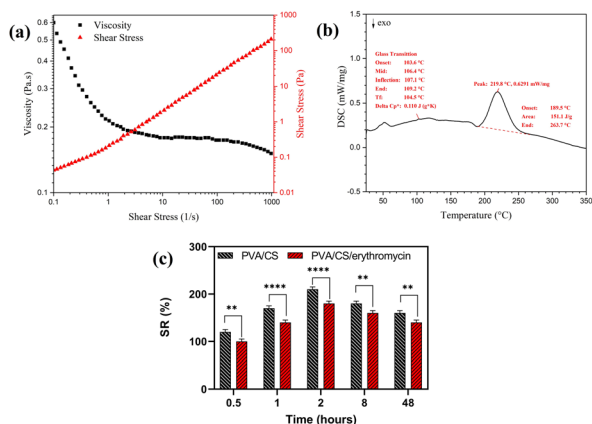 (a)
Viscosity
Shear Stress
Viscosity (Pa.s)
0.6
0.5
0.4
0.3
0.2
0.1
Shear Stress (Pa)
1000
100
10
1
0.1
0.01
0.1 1 10 100 1000
Shear Stress (1/s)
(b)
exo
Glass Transition
Onset: 103.6 °C
Mid: 106.4 °C
Inflection: 107.1 °C
End: 109.2 °C
Tf: 104.5 °C
Delta Cp*: 0.110 J/(g*K)
Peak: 219.8 °C, 0.6291 mW/mg
Onset: 189.5 °C
Area: 151.1 J/g
End: 263.7 °C
DSC (mW/mg)
1.5
1.0
0.5
0.0
-0.5
50 100 150 200 250 300 350
Temperature (°C)
(c)
PVA/CS PVA/CS/erythromycin
SR (%)
300
200
100
0
** **** **** ** **
0.5 1 2 8 48
Time (hours)